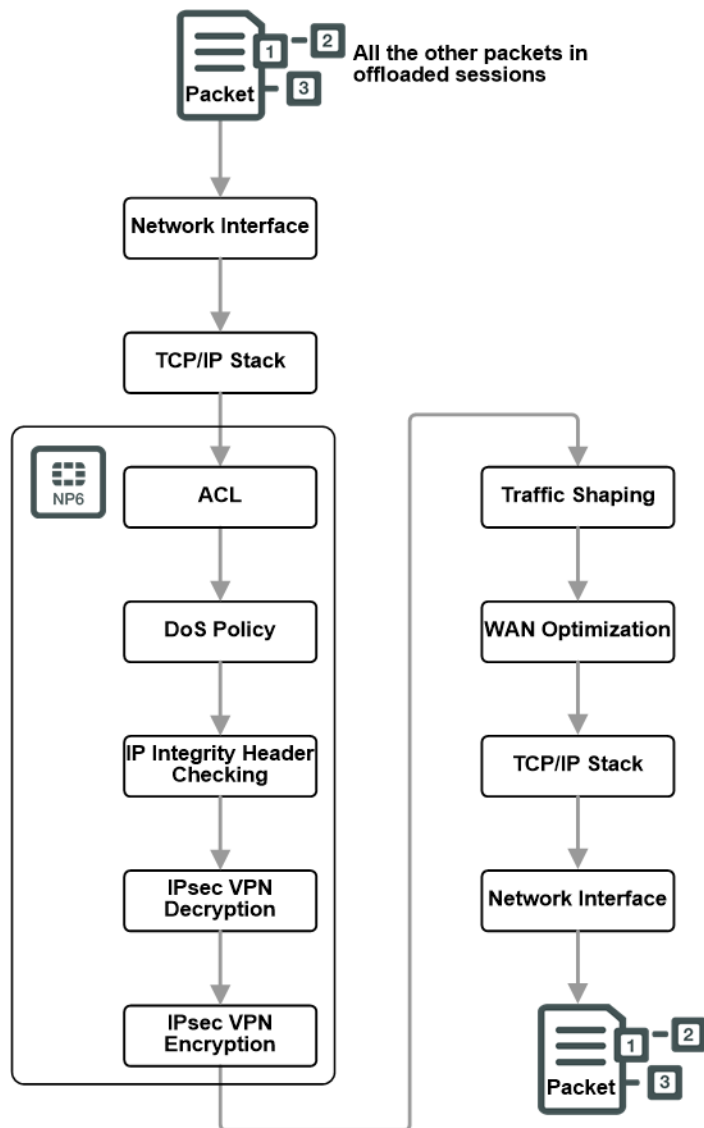 1
2
3
Packet
All the other packets in
offloaded sessions
Network Interface
TCP/IP Stack
NP6
ACL
DoS Policy
IP Integrity Header
Checking
IPsec VPN
Decryption
IPsec VPN
Encryption
Traffic Shaping
WAN Optimization
TCP/IP Stack
Network Interface
1
2
3
Packet